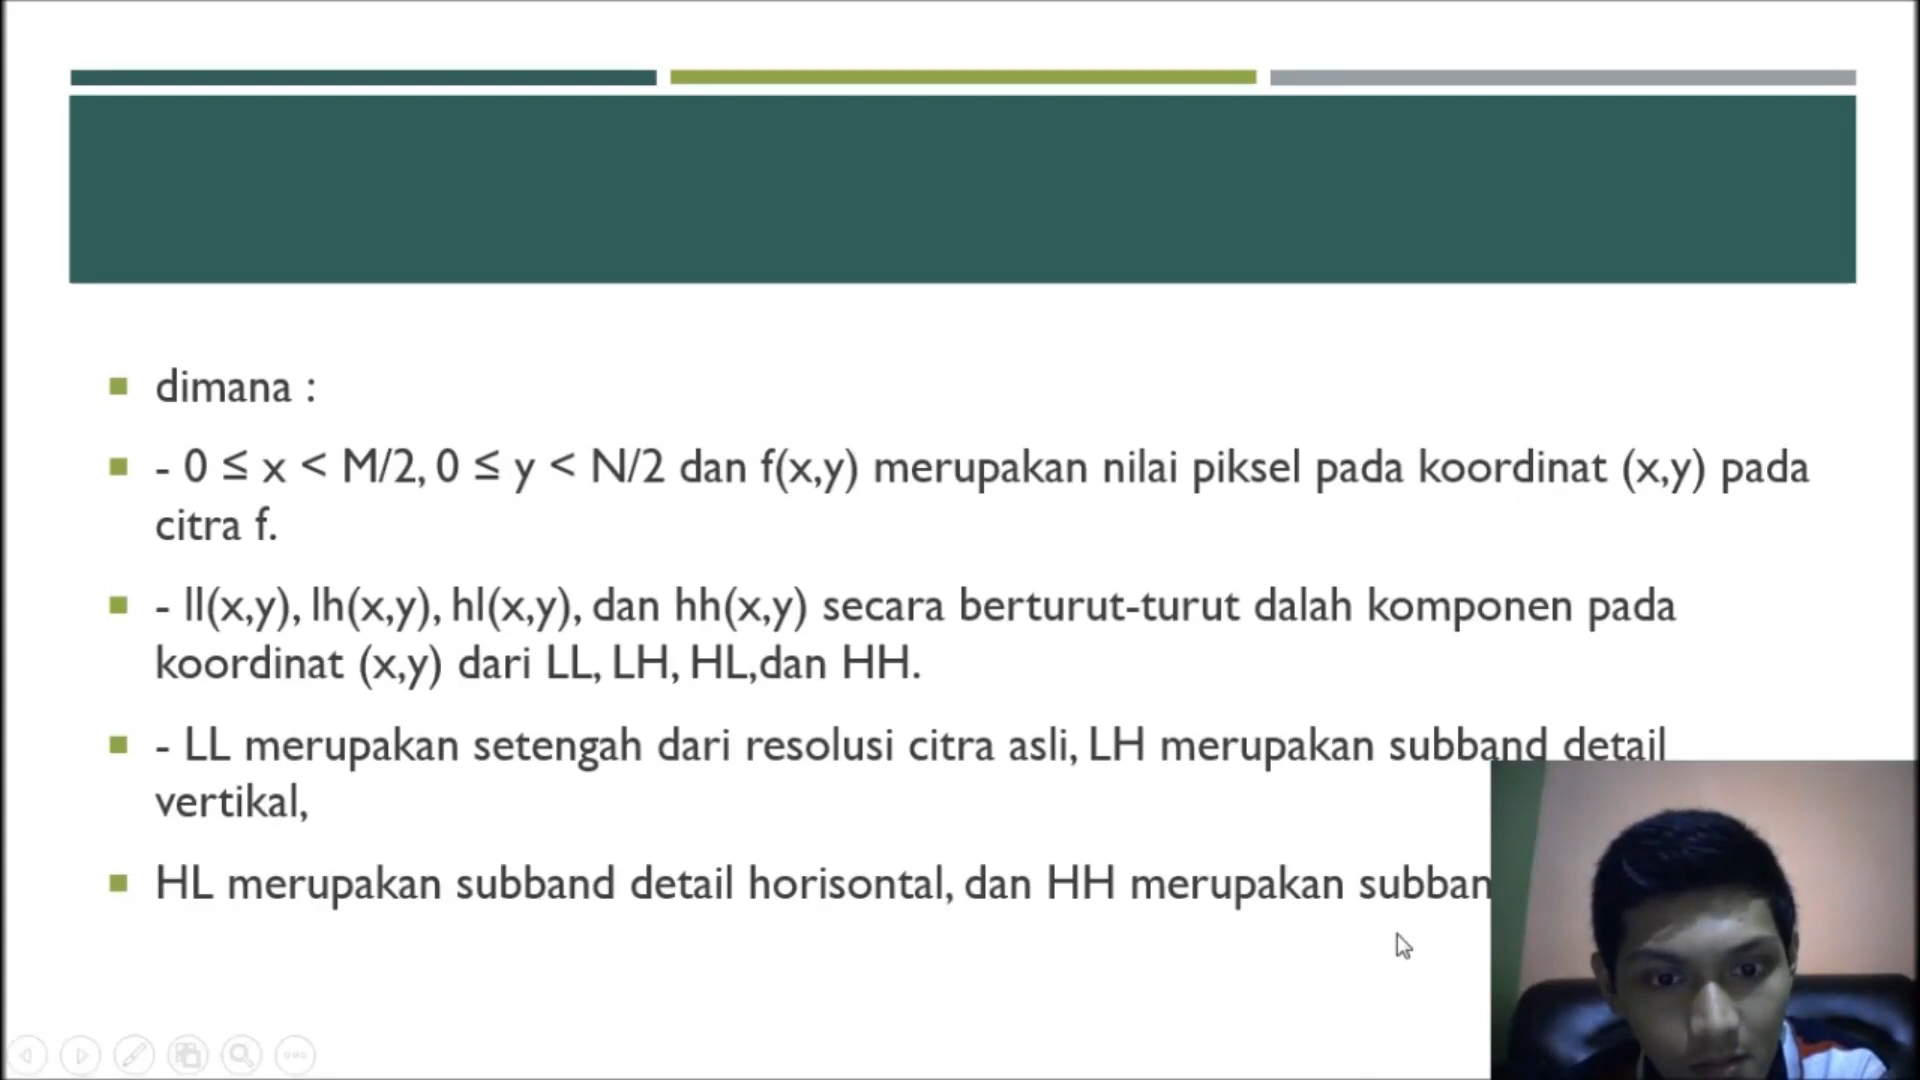 dimana :
- 0 ≤ x < M/2, 0 ≤ y < N/2 dan f(x,y) merupakan nilai piksel pada koordinat (x,y) pada
citra f.
- ll(x,y), lh(x,y), hl(x,y), dan hh(x,y) secara berturut-turut dalah komponen pada
koordinat (x,y) dari LL, LH, HL,dan HH.
- LL merupakan setengah dari resolusi citra asli, LH merupakan subband detail
vertikal,
HL merupakan subband detail horisontal, dan HH merupakan